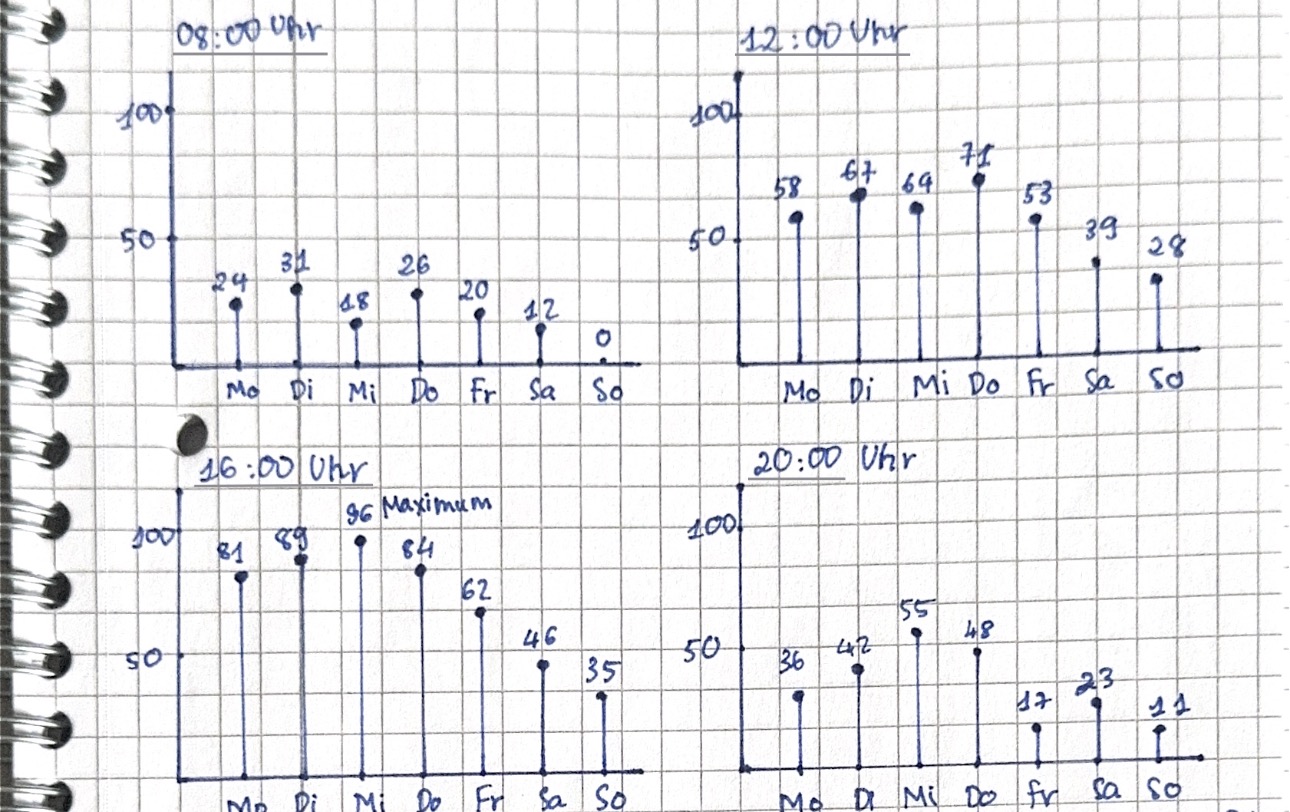 08:00 Uhr
100
50
24 31 18 26 20 12 0
Mo Di Mi Do Fr Sa So
12:00 Uhr
100
50
58 67 64 71 53 39 28
Mo Di Mi Do Fr Sa So
16:00 Uhr
100
50
81 89 96 Maximum 84 62 46 35
Mo Di Mi Do Fr Sa So
20:00 Uhr
100
50
36 42 55 48 17 23 11
Mo Di Mi Do Fr Sa So